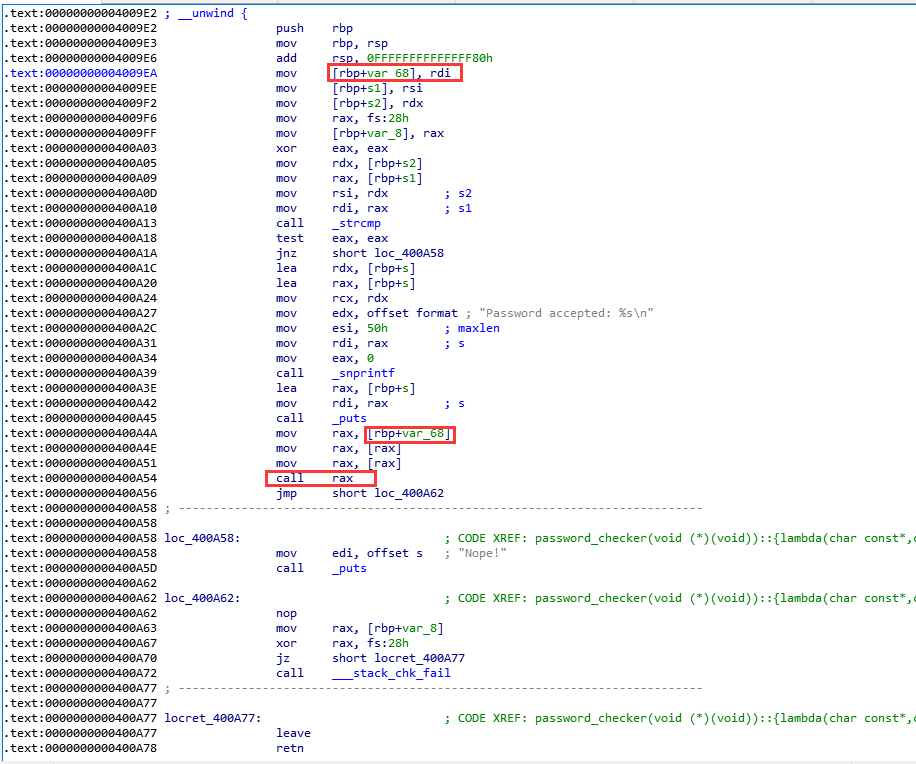 .text:00000000004009E2 ; __unwind {
.text:00000000004009E2 push rbp
.text:00000000004009E3 mov rbp, rsp
.text:00000000004009E6 add rsp, 0FFFFFFFFFFFFFF80h
.text:00000000004009EA mov [rbp+var_68], rdi
.text:00000000004009EE mov [rbp+s1], rsi
.text:00000000004009F2 mov [rbp+s2], rdx
.text:00000000004009F6 mov rax, fs:28h
.text:00000000004009FF mov [rbp+var_8], rax
.text:0000000000400A03 xor eax, eax
.text:0000000000400A05 mov rdx, [rbp+s2]
.text:0000000000400A09 mov rax, [rbp+s1]
.text:0000000000400A0D mov rsi, rdx ; s2
.text:0000000000400A10 mov rdi, rax ; s1
.text:0000000000400A13 call _strcmp
.text:0000000000400A18 test eax, eax
.text:0000000000400A1A jnz short loc_400A58
.text:0000000000400A1C lea rdx, [rbp+s]
.text:0000000000400A20 lea rax, [rbp+s]
.text:0000000000400A24 mov rcx, rdx
.text:0000000000400A27 mov edx, offset format ; "Password accepted: %s\n"
.text:0000000000400A2C mov esi, 50h ; maxlen
.text:0000000000400A31 mov rdi, rax ; s
.text:0000000000400A34 mov eax, 0
.text:0000000000400A39 call _snprintf
.text:0000000000400A3E lea rax, [rbp+s]
.text:0000000000400A42 mov rdi, rax ; s
.text:0000000000400A45 call _puts
.text:0000000000400A4A mov rax, [rbp+var_68]
.text:0000000000400A4E mov rax, [rax]
.text:0000000000400A51 mov rax, [rax]
.text:0000000000400A54 call rax
.text:0000000000400A56 jmp short loc_400A62
.text:0000000000400A58 ; ---------------------------------------------------------------------------
.text:0000000000400A58
.text:0000000000400A58 loc_400A58: ; CODE XREF: password_checker(void (*)(void))::{lambda(char const*,c
.text:0000000000400A58 mov edi, offset s ; "Nope!"
.text:0000000000400A5D call _puts
.text:0000000000400A62
.text:0000000000400A62 loc_400A62: ; CODE XREF: password_checker(void (*)(void))::{lambda(char const*,c
.text:0000000000400A62 nop
.text:0000000000400A63 mov rax, [rbp+var_8]
.text:0000000000400A67 xor rax, fs:28h
.text:0000000000400A70 jz short locret_400A77
.text:0000000000400A72 call ___stack_chk_fail
.text:0000000000400A77 ; ---------------------------------------------------------------------------
.text:0000000000400A77
.text:0000000000400A77 locret_400A77: ; CODE XREF: password_checker(void (*)(void))::{lambda(char const*,c
.text:0000000000400A77 leave
.text:0000000000400A78 retn